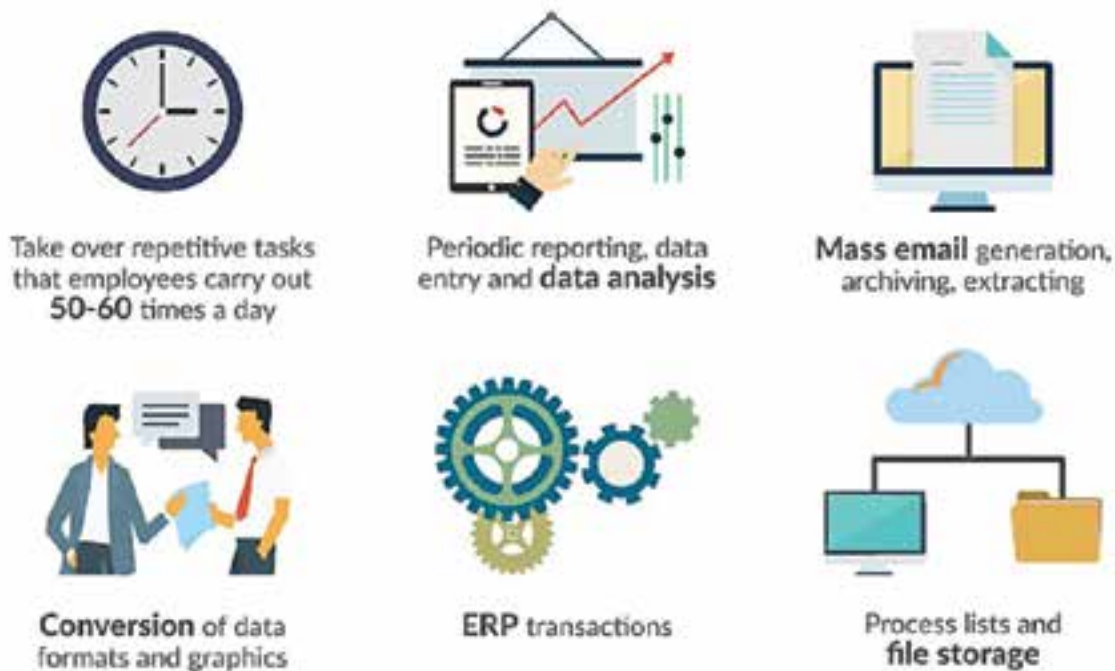 Take over repetitive tasks
that employees carry out
50-60 times a day
Periodic reporting, data
entry and data analysis
Mass email generation,
archiving, extracting
Conversion of data
formats and graphics
ERP transactions
Process lists and
file storage